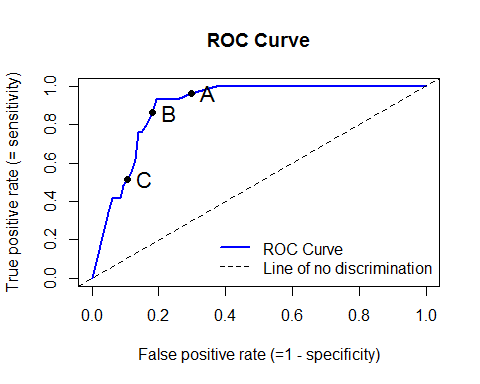 ROC Curve
True positive rate (= sensitivity)
1.0
0.8
0.6
0.4
0.2
0.0
A
B
C
ROC Curve
Line of no discrimination
0.0 0.2 0.4 0.6 0.8 1.0
False positive rate (=1 - specificity)